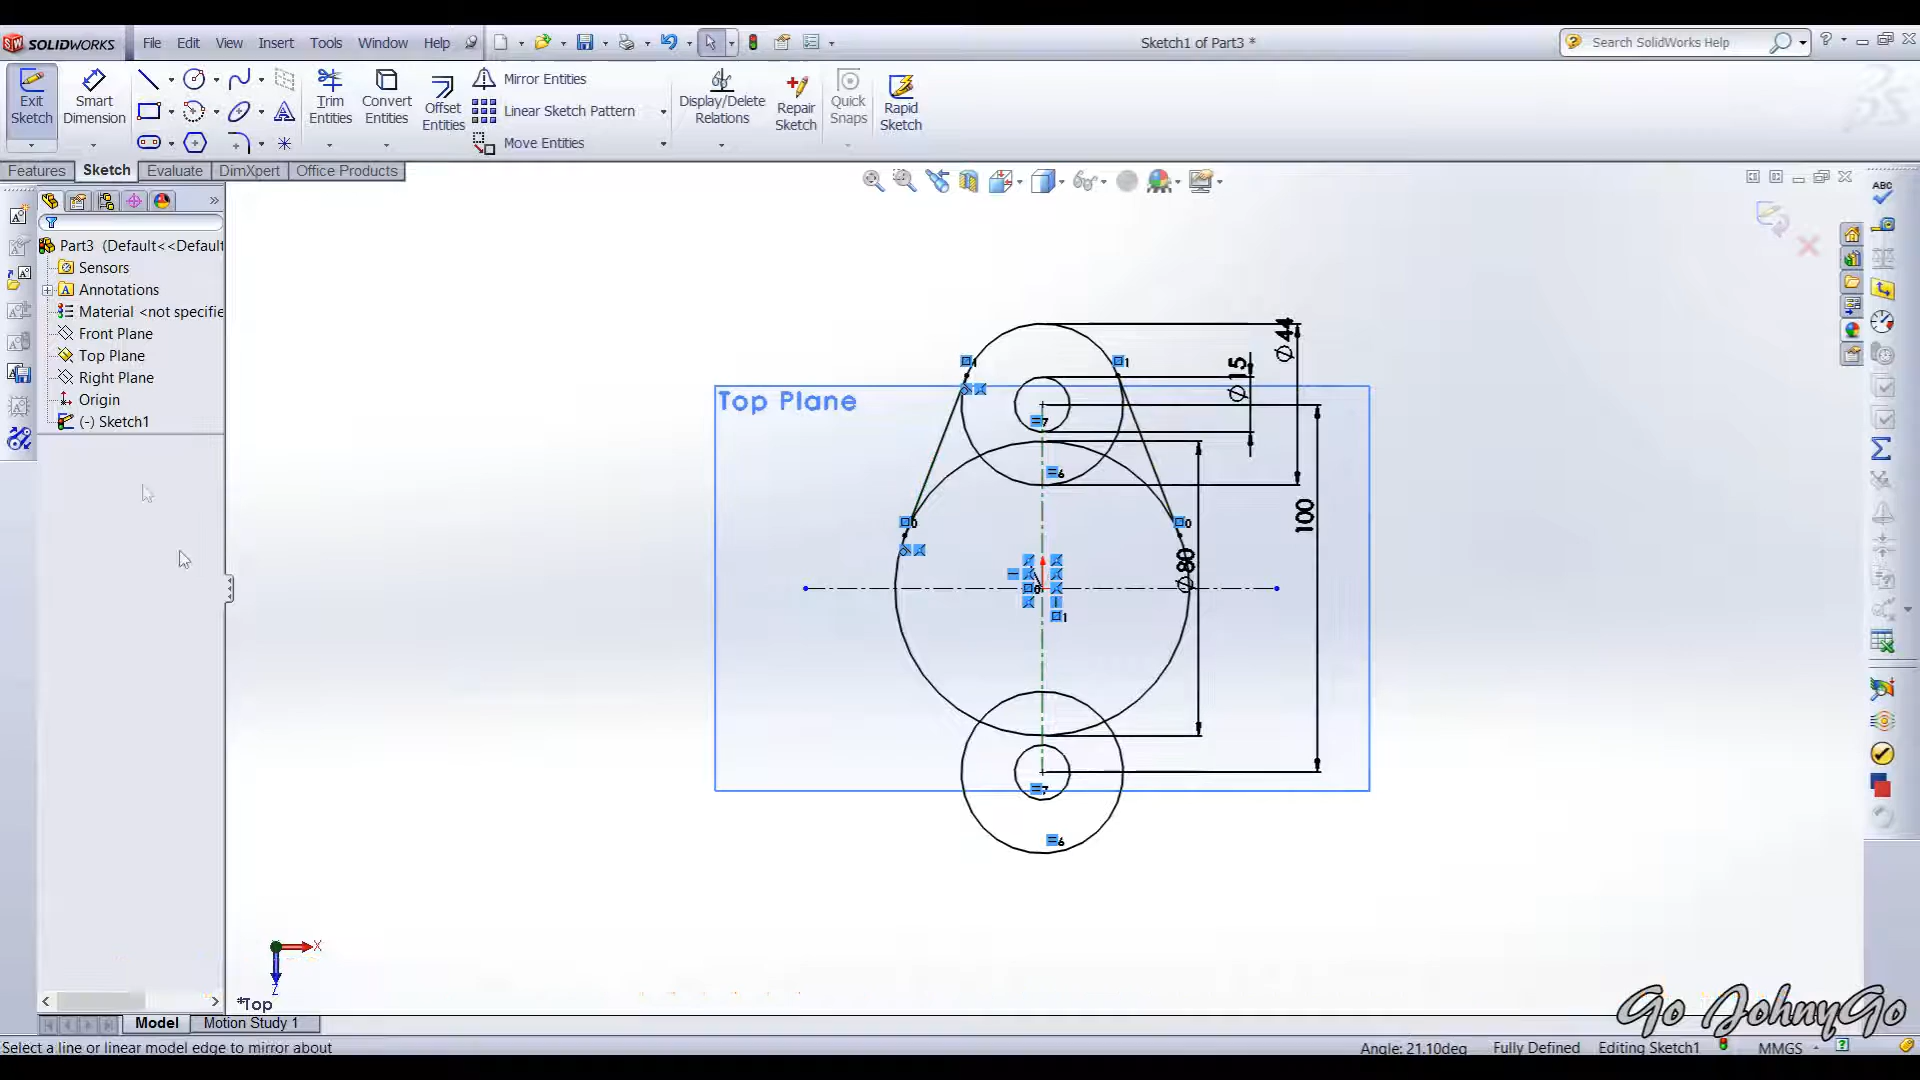 SOLIDWORKS File Edit View Insert Tools Window Help Sketch1 of Part3 * Search SolidWorks Help
Exit Sketch
Smart Dimension
Trim Entities
Convert Entities
Offset Entities
Mirror Entities
Linear Sketch Pattern
Move Entities
Display/Delete Relations
Repair Sketch
Quick Snaps
Rapid Sketch
Features Sketch Evaluate DimXpert Office Products
Part3 (Default<<Default
Sensors
Annotations
Material <not specifie
Front Plane
Top Plane
Right Plane
Origin
(-) Sketch1
Top Plane
Ø44
Ø15
100
Ø80
X
Z
*Top
Go JohnyGo
Model Motion Study 1
Select a line or linear model edge to mirror about Angle: 21.10deg Fully Defined Editing Sketch1 MMGS